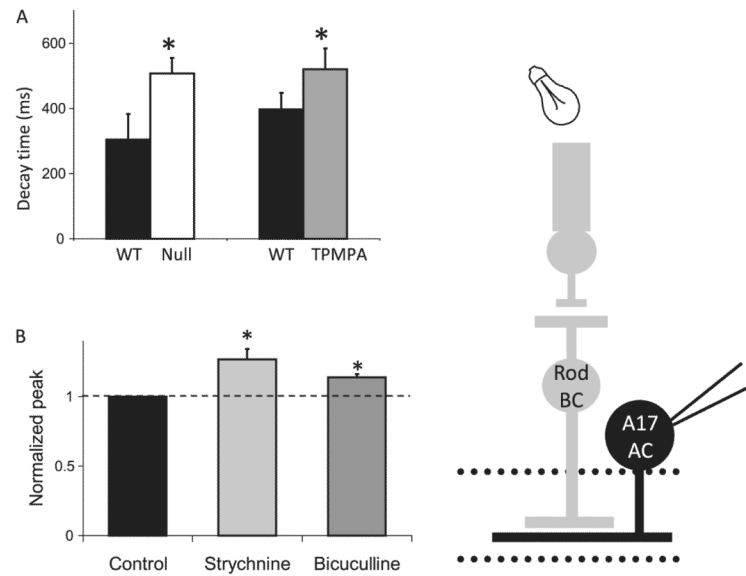 A
Decay time (ms)
600
400
200
0
*
*
WT Null WT TPMPA
B
Normalized peak
1
0.5
0
*
*
Control Strychnine Bicuculline
Rod
BC
A17
AC